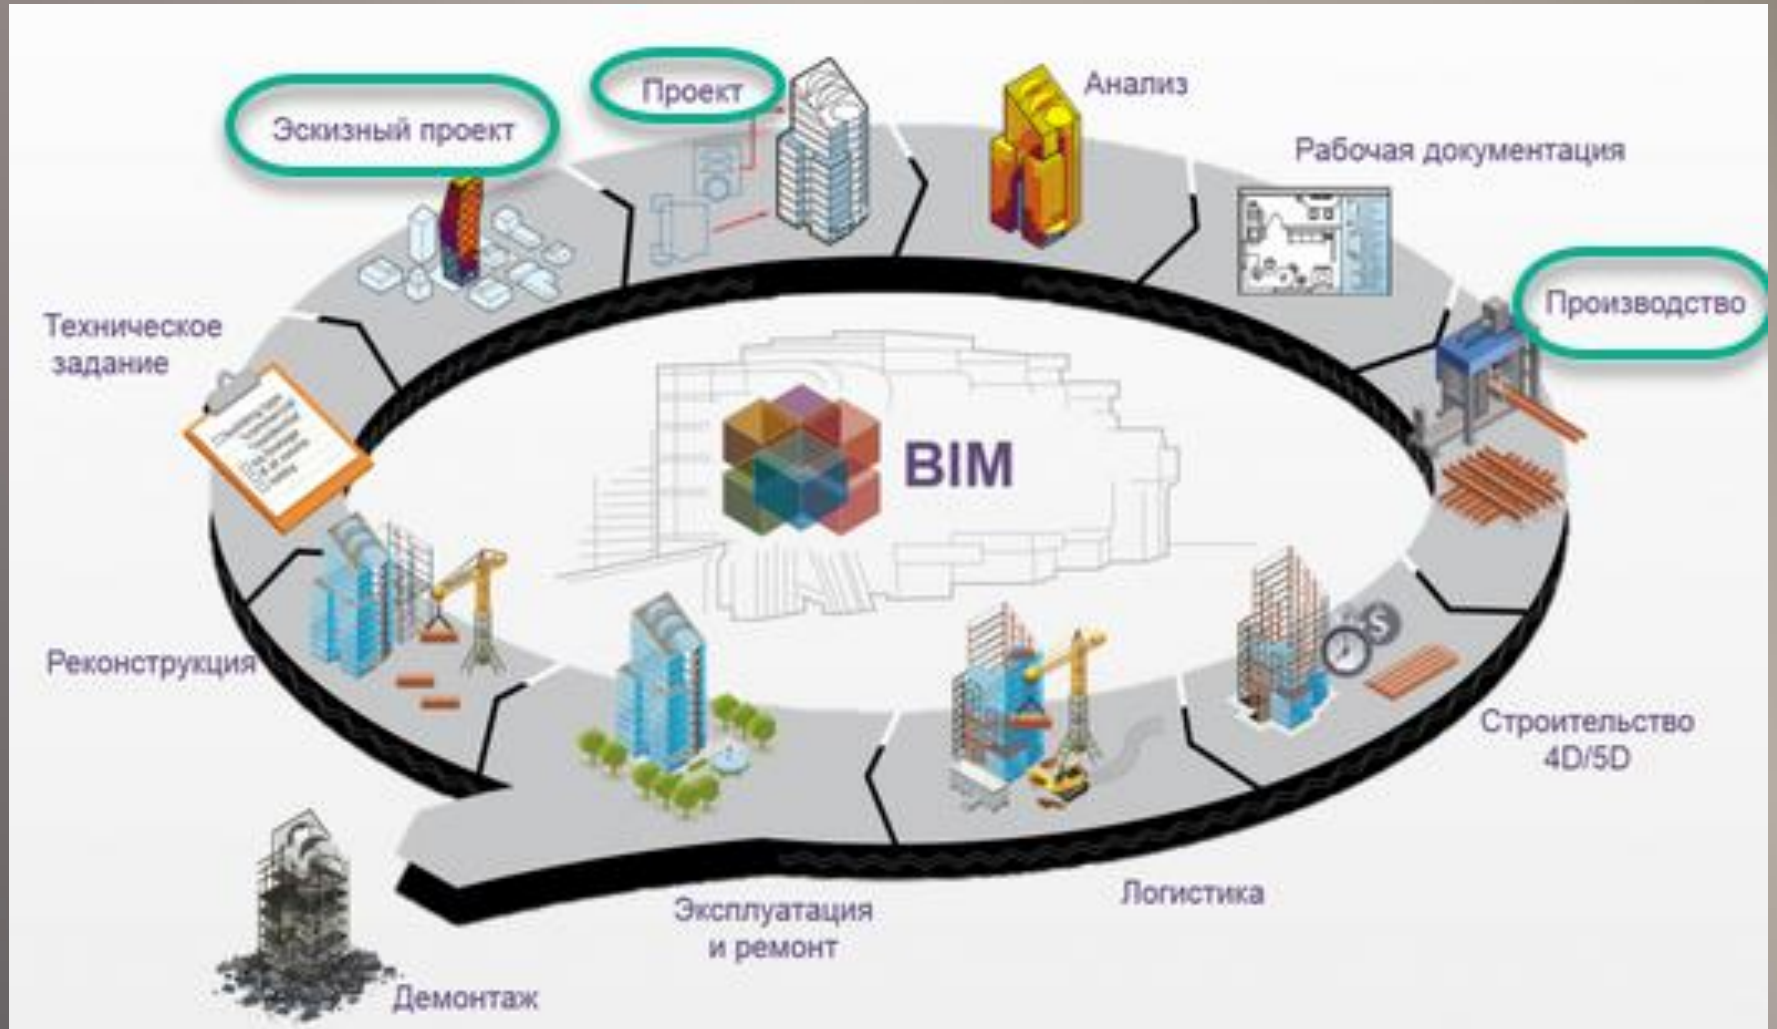 Эскизный проект
Проект
Анализ
Рабочая документация
Производство
Техническое
задание
BIM
Реконструкция
Строительство
4D/5D
Логистика
Эксплуатация
и ремонт
Демонтаж